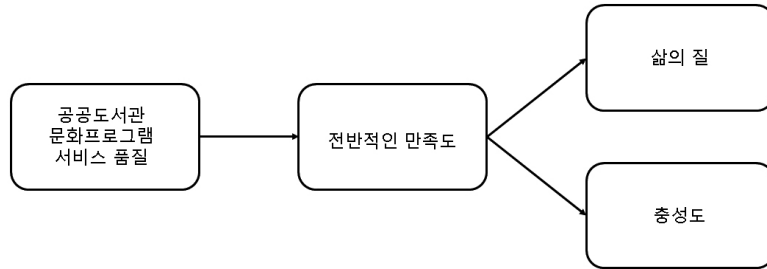 공공도서관
문화프로그램
서비스 품질
전반적인 만족도
삶의 질
충성도